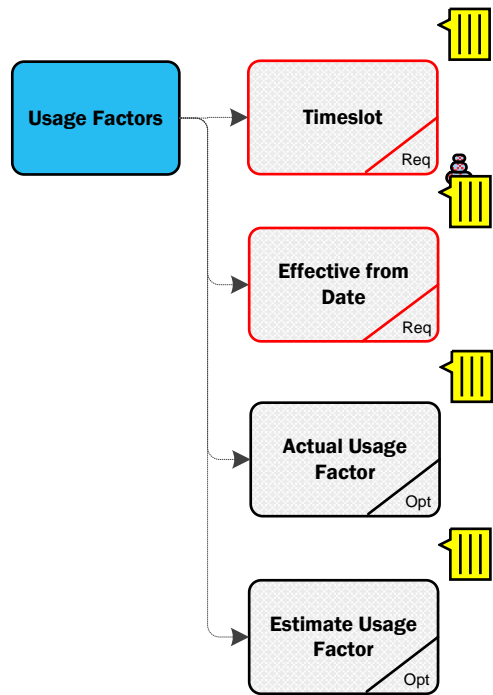 Usage Factors
Timeslot
Req
Effective from
Date
Req
Actual Usage
Factor
Opt
Estimate Usage
Factor
Opt